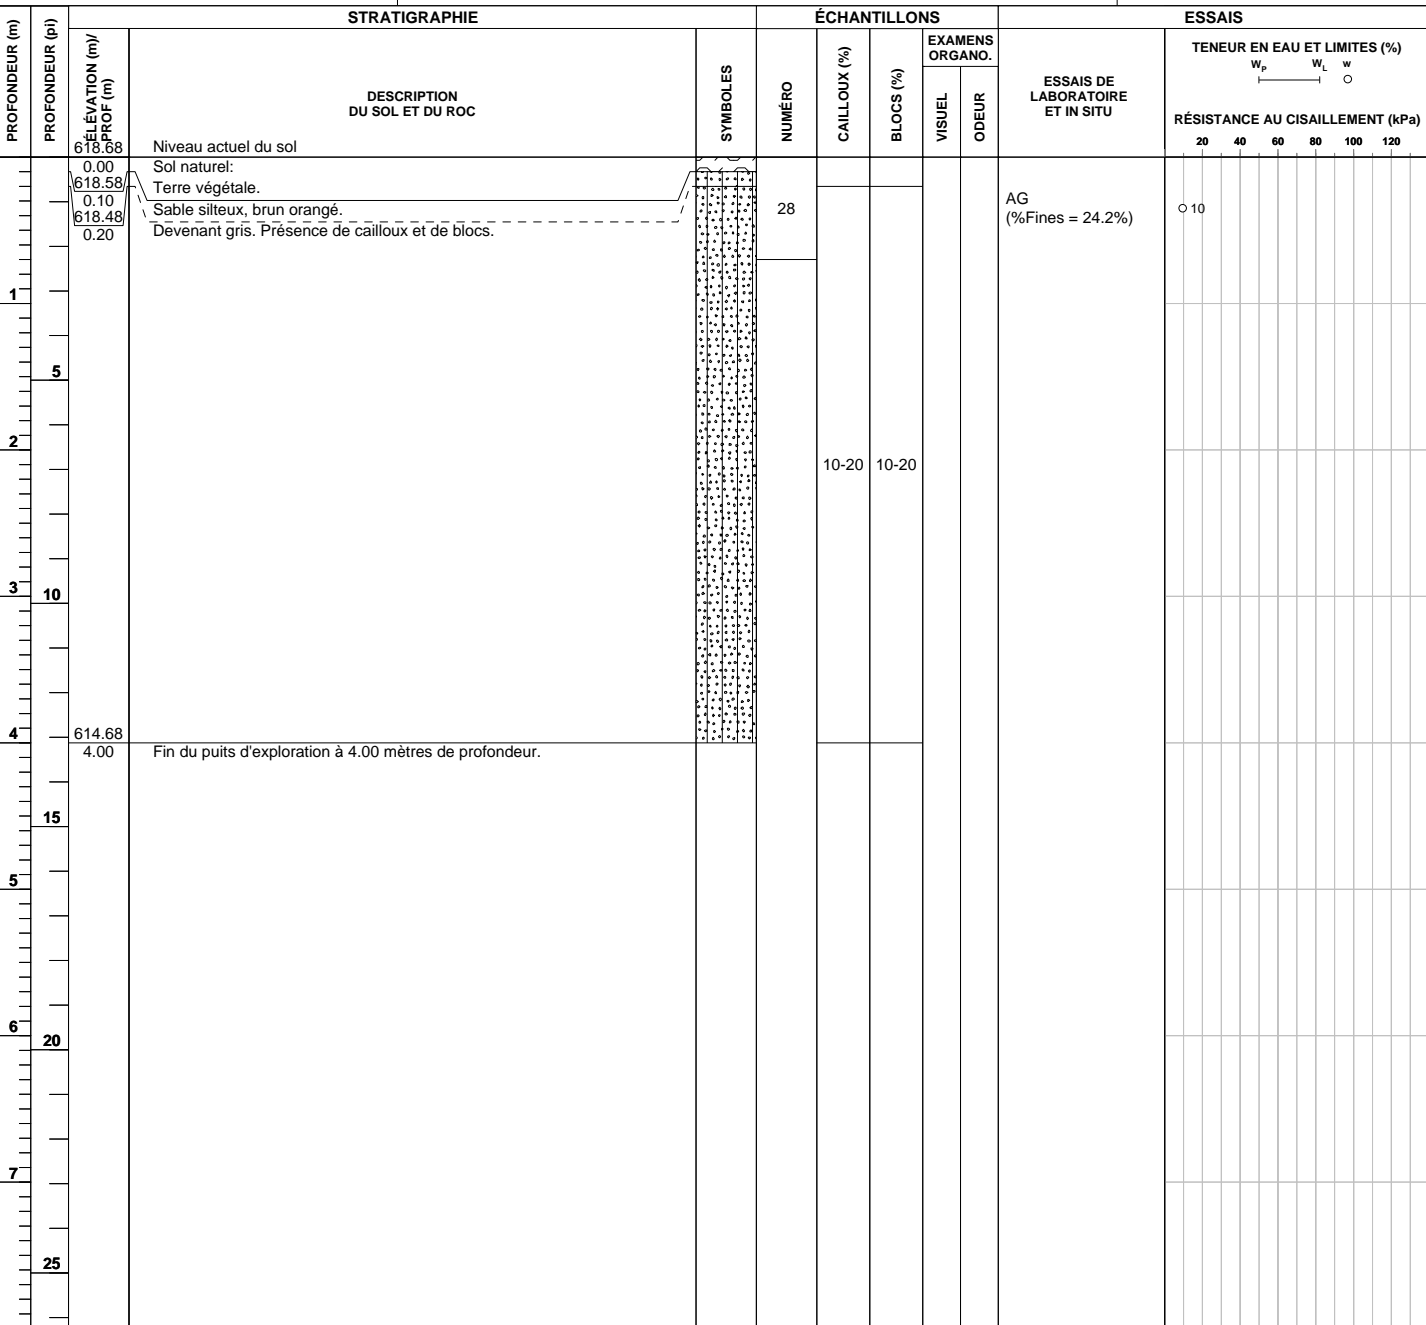 STRATIGRAPHIE
ÉCHANTILLONS
ESSAIS
PROFONDEUR (m)
PROFONDEUR (pi)
ÉLÉVATION (m)/
PROF (m)
DESCRIPTION
DU SOL ET DU ROC
SYMBOLES
NUMÉRO
CAILLOUX (%)
BLOCS (%)
EXAMENS
ORGANO.
VISUEL
ODEUR
ESSAIS DE
LABORATOIRE
ET IN SITU
TENEUR EN EAU ET LIMITES (%)
WP WL w
RÉSISTANCE AU CISAILLEMENT (kPa)
20 40 60 80 100 120
618.68 Niveau actuel du sol
0.00 Sol naturel:
618.58 Terre végétale.
0.10 Sable silteux, brun orangé.
618.48
0.20 Devenant gris. Présence de cailloux et de blocs.
28
AG
(%Fines = 24.2%)
10
1
5
2
10-20 10-20
3
10
4
614.68
4.00 Fin du puits d'exploration à 4.00 mètres de profondeur.
15
5
6
20
7
25